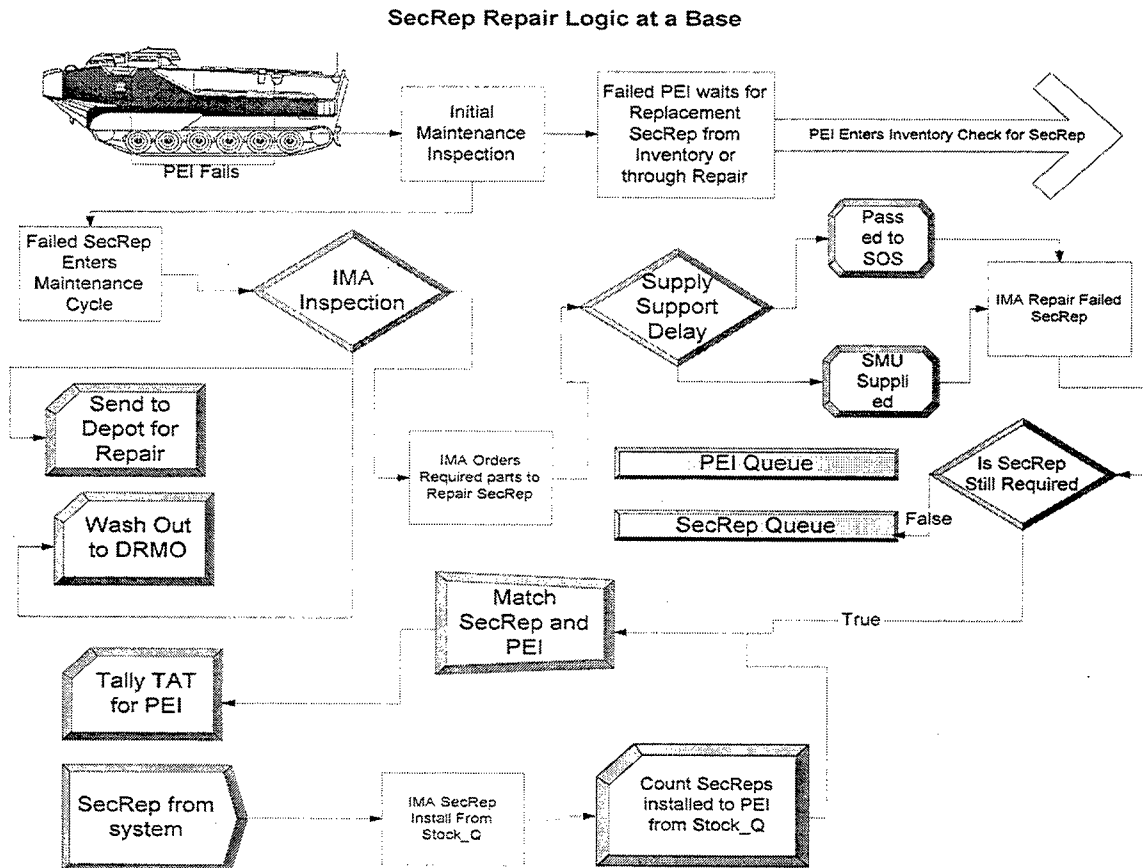 SecRep Repair Logic at a Base
PEI Fails
Initial
Maintenance
Inspection
Failed PEI waits for
Replacement
SecRep from
Inventory or
through Repair
PEI Enters Inventory Check for SecRep
Failed SecRep
Enters
Maintenance
Cycle
IMA
Inspection
Supply
Support
Delay
Pass
ed to
SOS
SMU
Suppli
ed
IMA Repair Failed
SecRep
Send to
Depot for
Repair
Wash Out
to DRMO
IMA Orders
Required parts to
Repair SecRep
PEI Queue
SecRep Queue
False
Is SecRep
Still Required
True
Match
SecRep and
PEI
Tally TAT
for PEI
SecRep from
system
IMA SecRep
Install From
Stock_Q
Count SecReps
installed to PEI
from Stock_Q